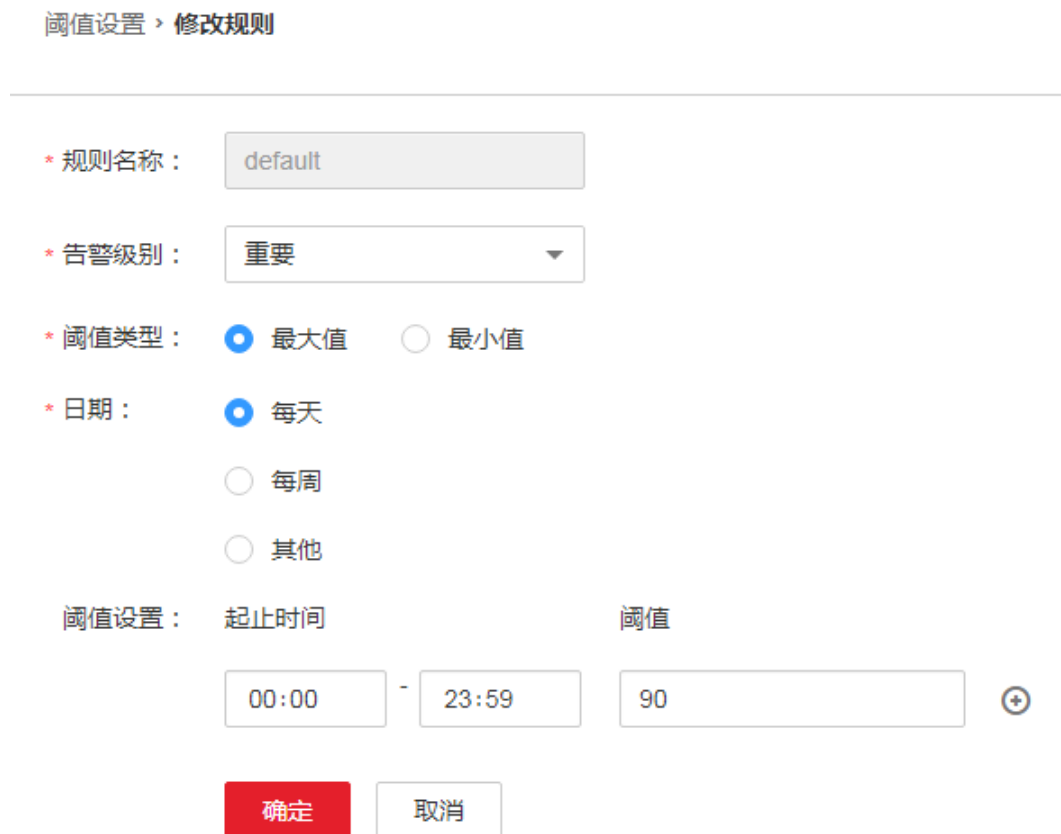 阈值设置 > 修改规则
* 规则名称： default
* 告警级别： 重要
* 阈值类型： 最大值 最小值
* 日期： 每天
每周
其他
阈值设置： 起止时间 阈值
00:00 - 23:59 90
确定 取消